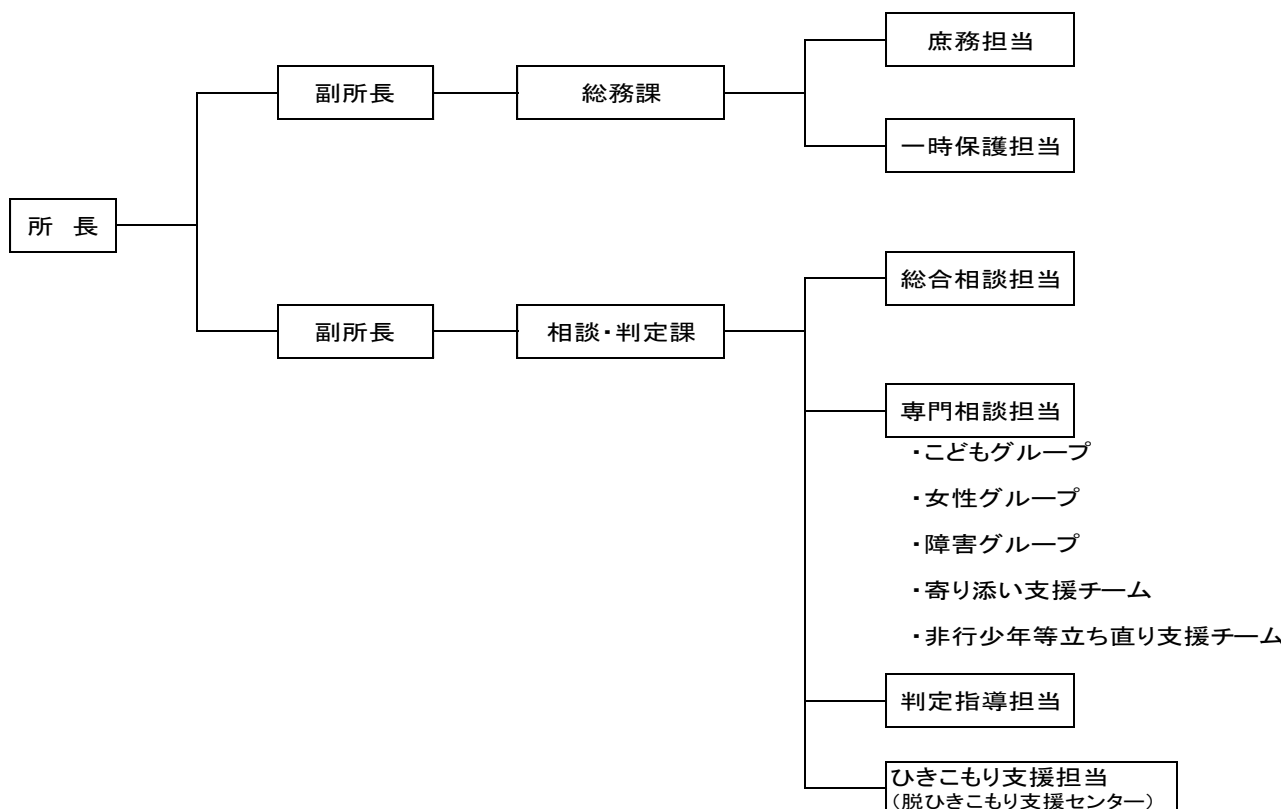 所　長
副所長
総務課
庶務担当
一時保護担当
副所長
相談・判定課
総合相談担当
専門相談担当
・こどもグループ
・女性グループ
・障害グループ
・寄り添い支援チーム
・非行少年等立ち直り支援チーム
判定指導担当
ひきこもり支援担当
（脱ひきこもり支援センター）